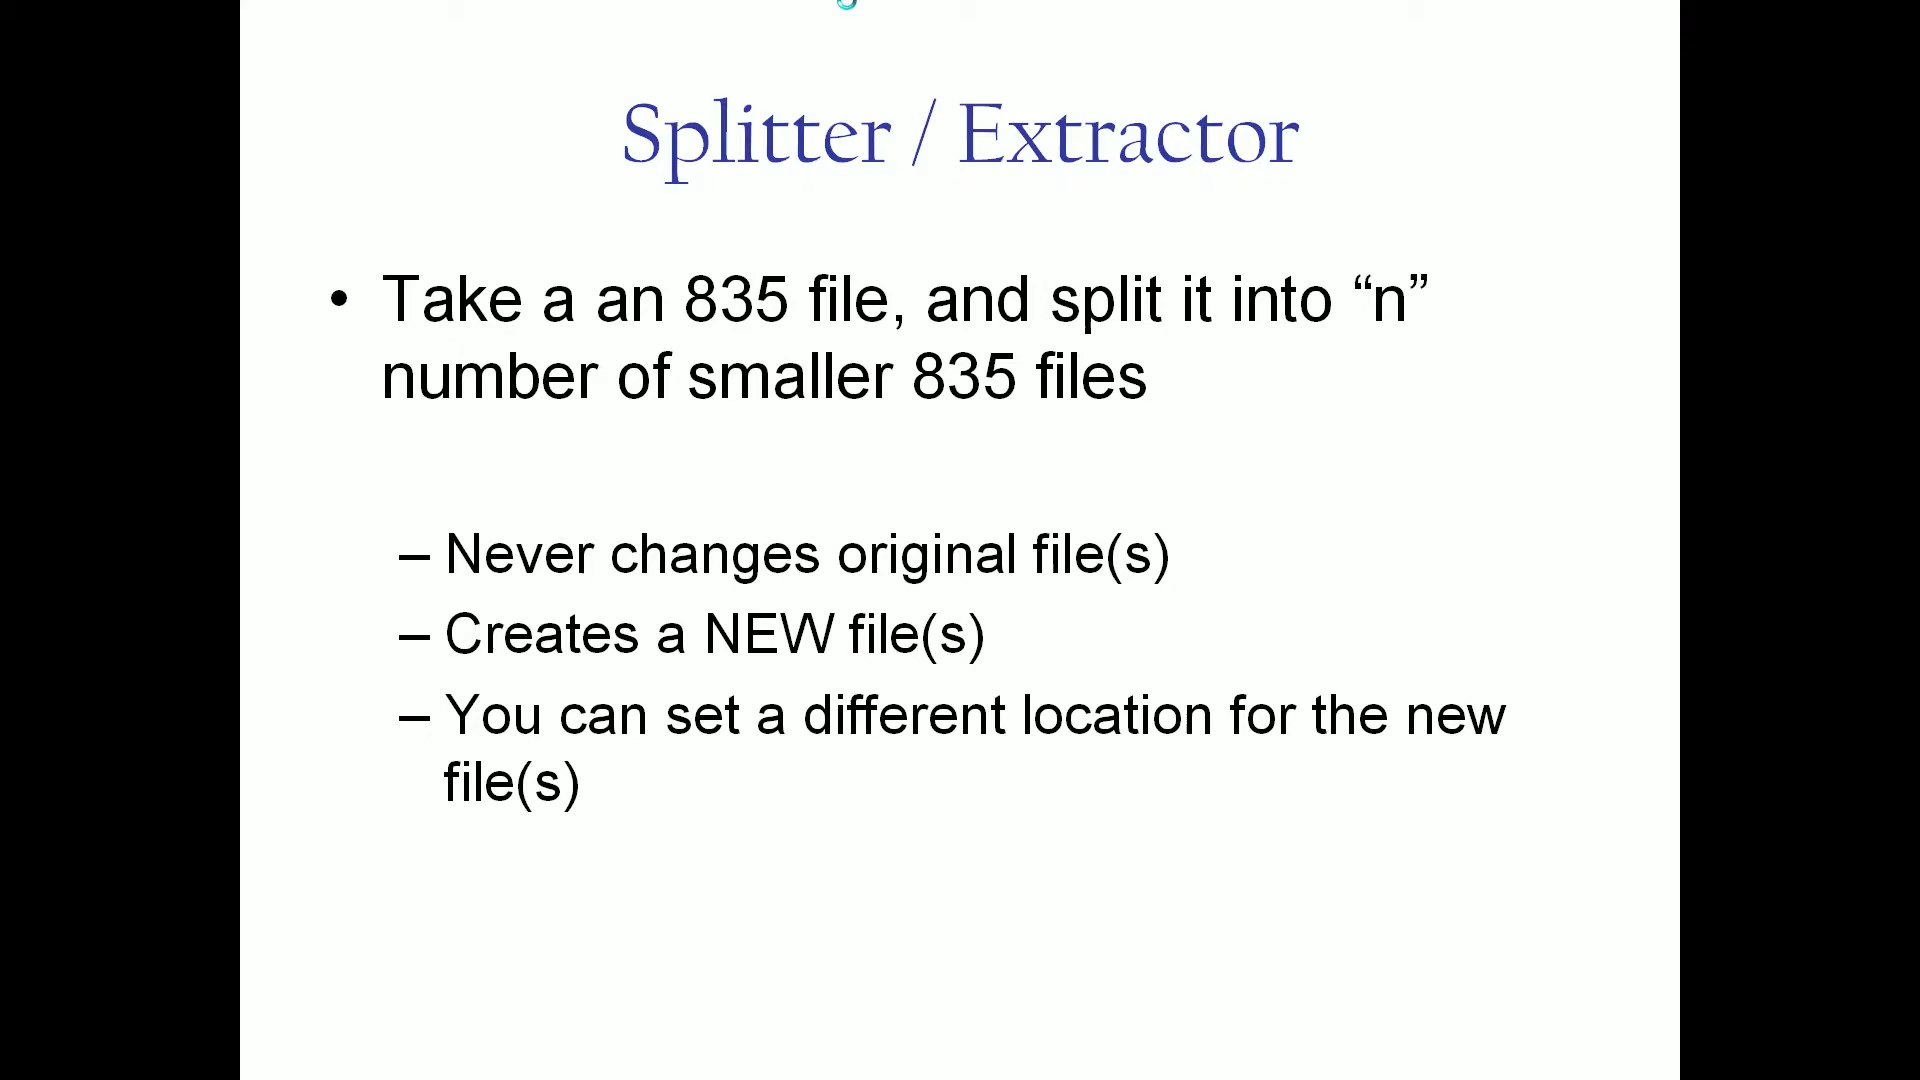 Splitter / Extractor
• Take a an 835 file, and split it into “n”
number of smaller 835 files
– Never changes original file(s)
– Creates a NEW file(s)
– You can set a different location for the new
file(s)